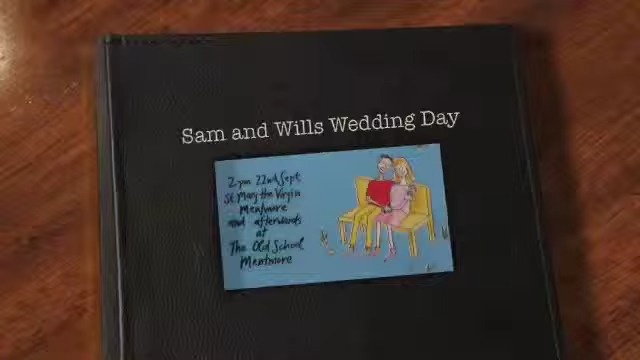 Sam and Wills Wedding Day
2pm 22nd Sept
St. Mary the Virgin
Mentmore
and afterwards
at
The Old School
Mentmore